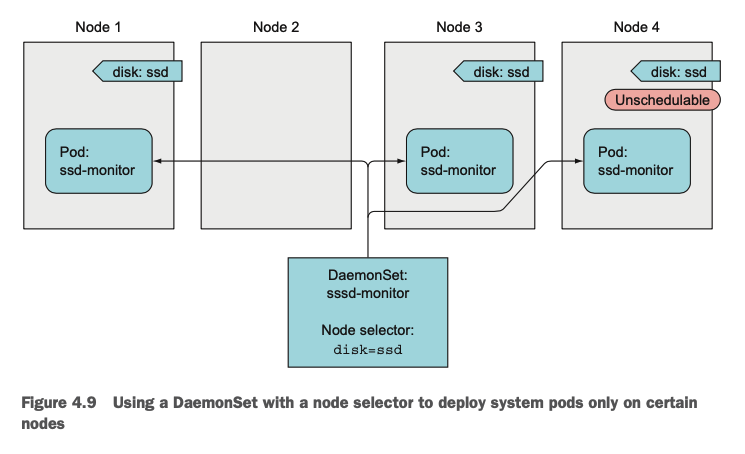 Node 1
Node 2
Node 3
Node 4
disk: ssd
disk: ssd
disk: ssd
Unschedulable
Pod:
ssd-monitor
Pod:
ssd-monitor
Pod:
ssd-monitor
DaemonSet:
sssd-monitor
Node selector:
disk=ssd
Figure 4.9 Using a DaemonSet with a node selector to deploy system pods only on certain
nodes